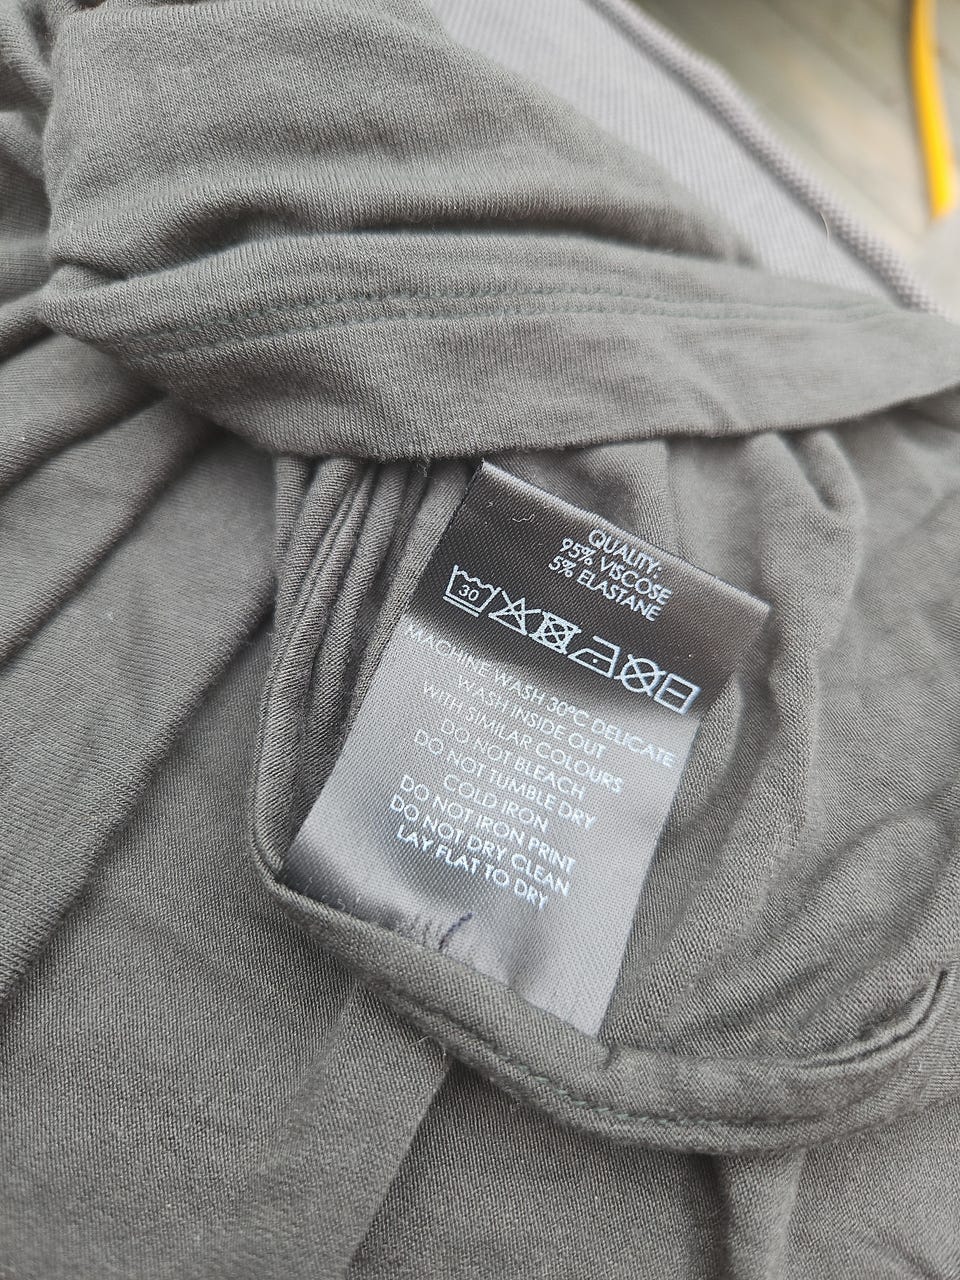 QUALITY:
95% VISCOSE
5% ELASTANE
30
MACHINE WASH 30°C DELICATE
WASH INSIDE OUT
WITH SIMILAR COLOURS
DO NOT BLEACH
DO NOT TUMBLE DRY
COLD IRON
DO NOT IRON PRINT
DO NOT DRY CLEAN
LAY FLAT TO DRY